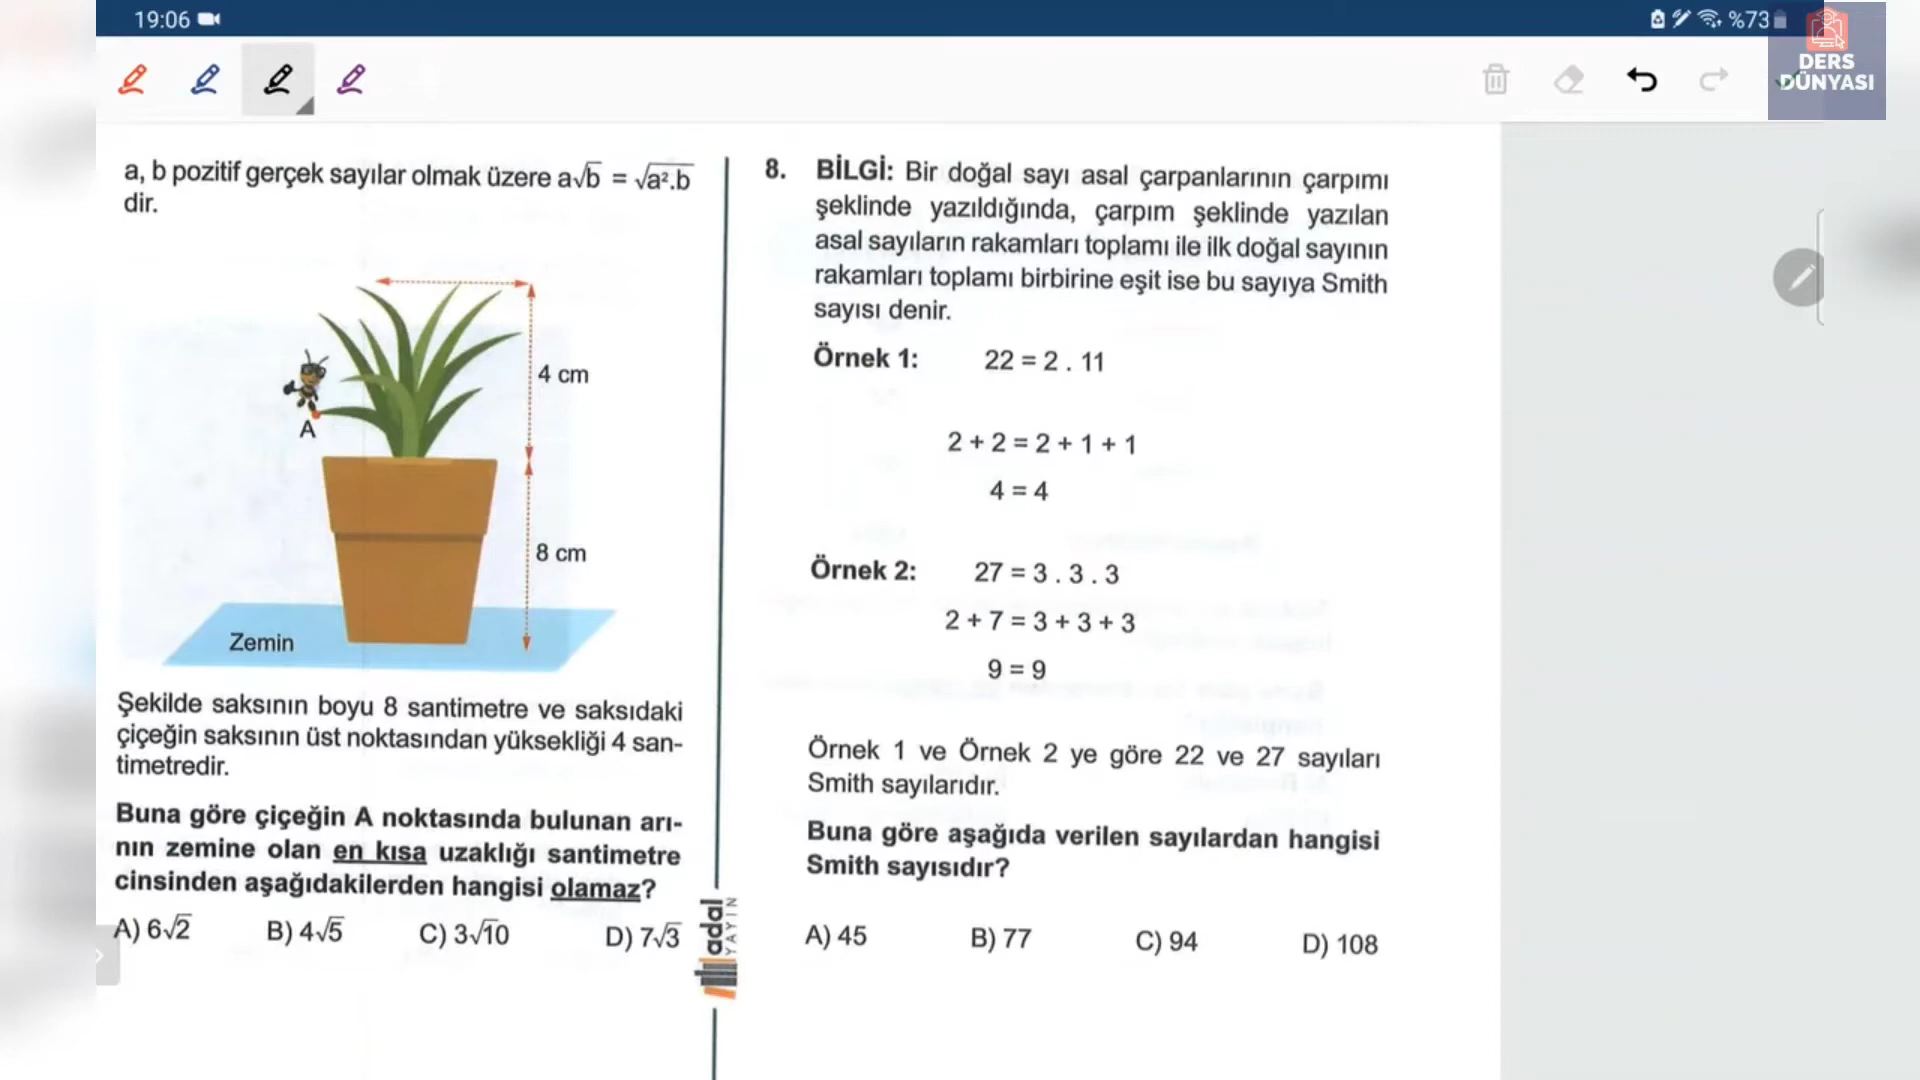 19:06
%73
DERS
DÜNYASI
a, b pozitif gerçek sayılar olmak üzere a√b = √a².b
dir.
4 cm
A
8 cm
Zemin
Şekilde saksının boyu 8 santimetre ve saksıdaki
çiçeğin saksının üst noktasından yüksekliği 4 san-
timetredir.
Buna göre çiçeğin A noktasında bulunan arı-
nın zemine olan en kısa uzaklığı santimetre
cinsinden aşağıdakilerden hangisi olamaz?
A) 6√2 B) 4√5 C) 3√10 D) 7√3
adal
YAYIN
8. BİLGİ: Bir doğal sayı asal çarpanlarının çarpımı
şeklinde yazıldığında, çarpım şeklinde yazılan
asal sayıların rakamları toplamı ile ilk doğal sayının
rakamları toplamı birbirine eşit ise bu sayıya Smith
sayısı denir.
Örnek 1: 22 = 2 . 11
2 + 2 = 2 + 1 + 1
4 = 4
Örnek 2: 27 = 3 . 3 . 3
2 + 7 = 3 + 3 + 3
9 = 9
Örnek 1 ve Örnek 2 ye göre 22 ve 27 sayıları
Smith sayılarıdır.
Buna göre aşağıda verilen sayılardan hangisi
Smith sayısıdır?
A) 45 B) 77 C) 94 D) 108